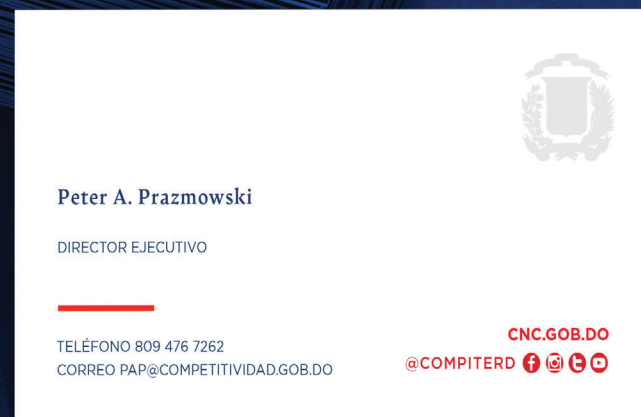 Peter A. Prazmowski
DIRECTOR EJECUTIVO
TELÉFONO 809 476 7262
CORREO PAP@COMPETITIVIDAD.GOB.DO
CNC.GOB.DO
@COMPITERD